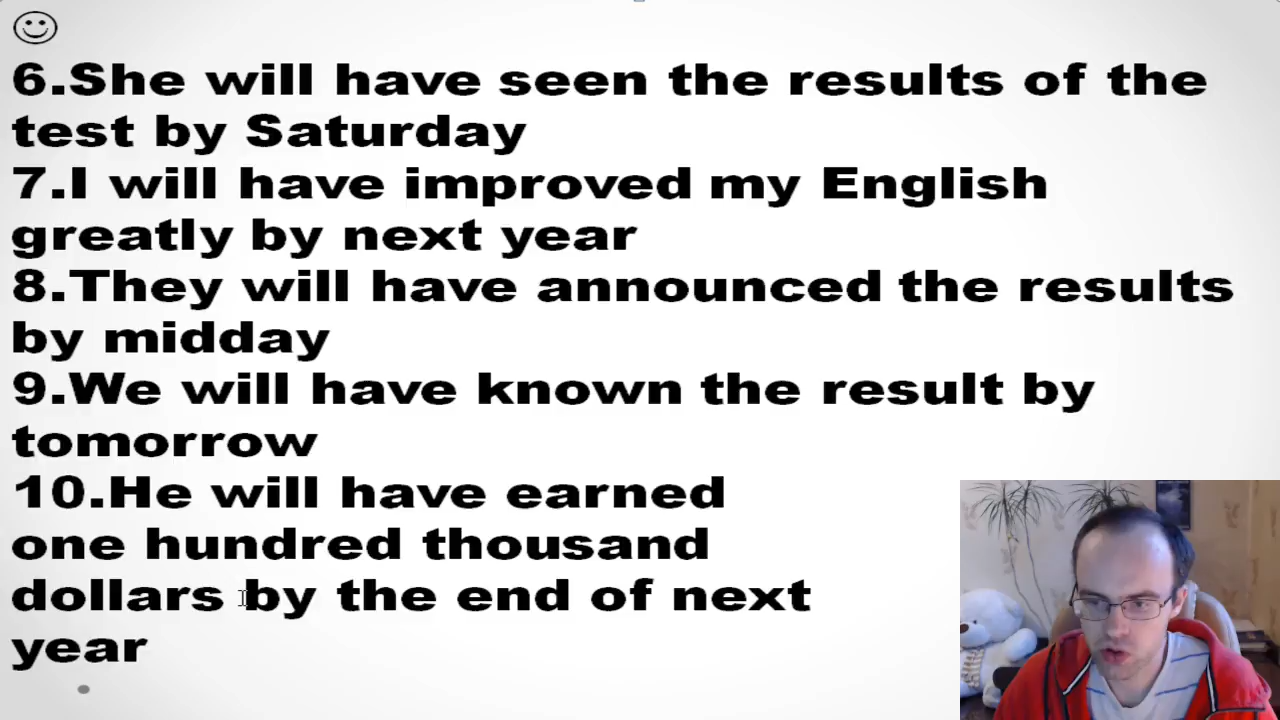 6.She will have seen the results of the
test by Saturday
7.I will have improved my English
greatly by next year
8.They will have announced the results
by midday
9.We will have known the result by
tomorrow
10.He will have earned
one hundred thousand
dollars by the end of next
year